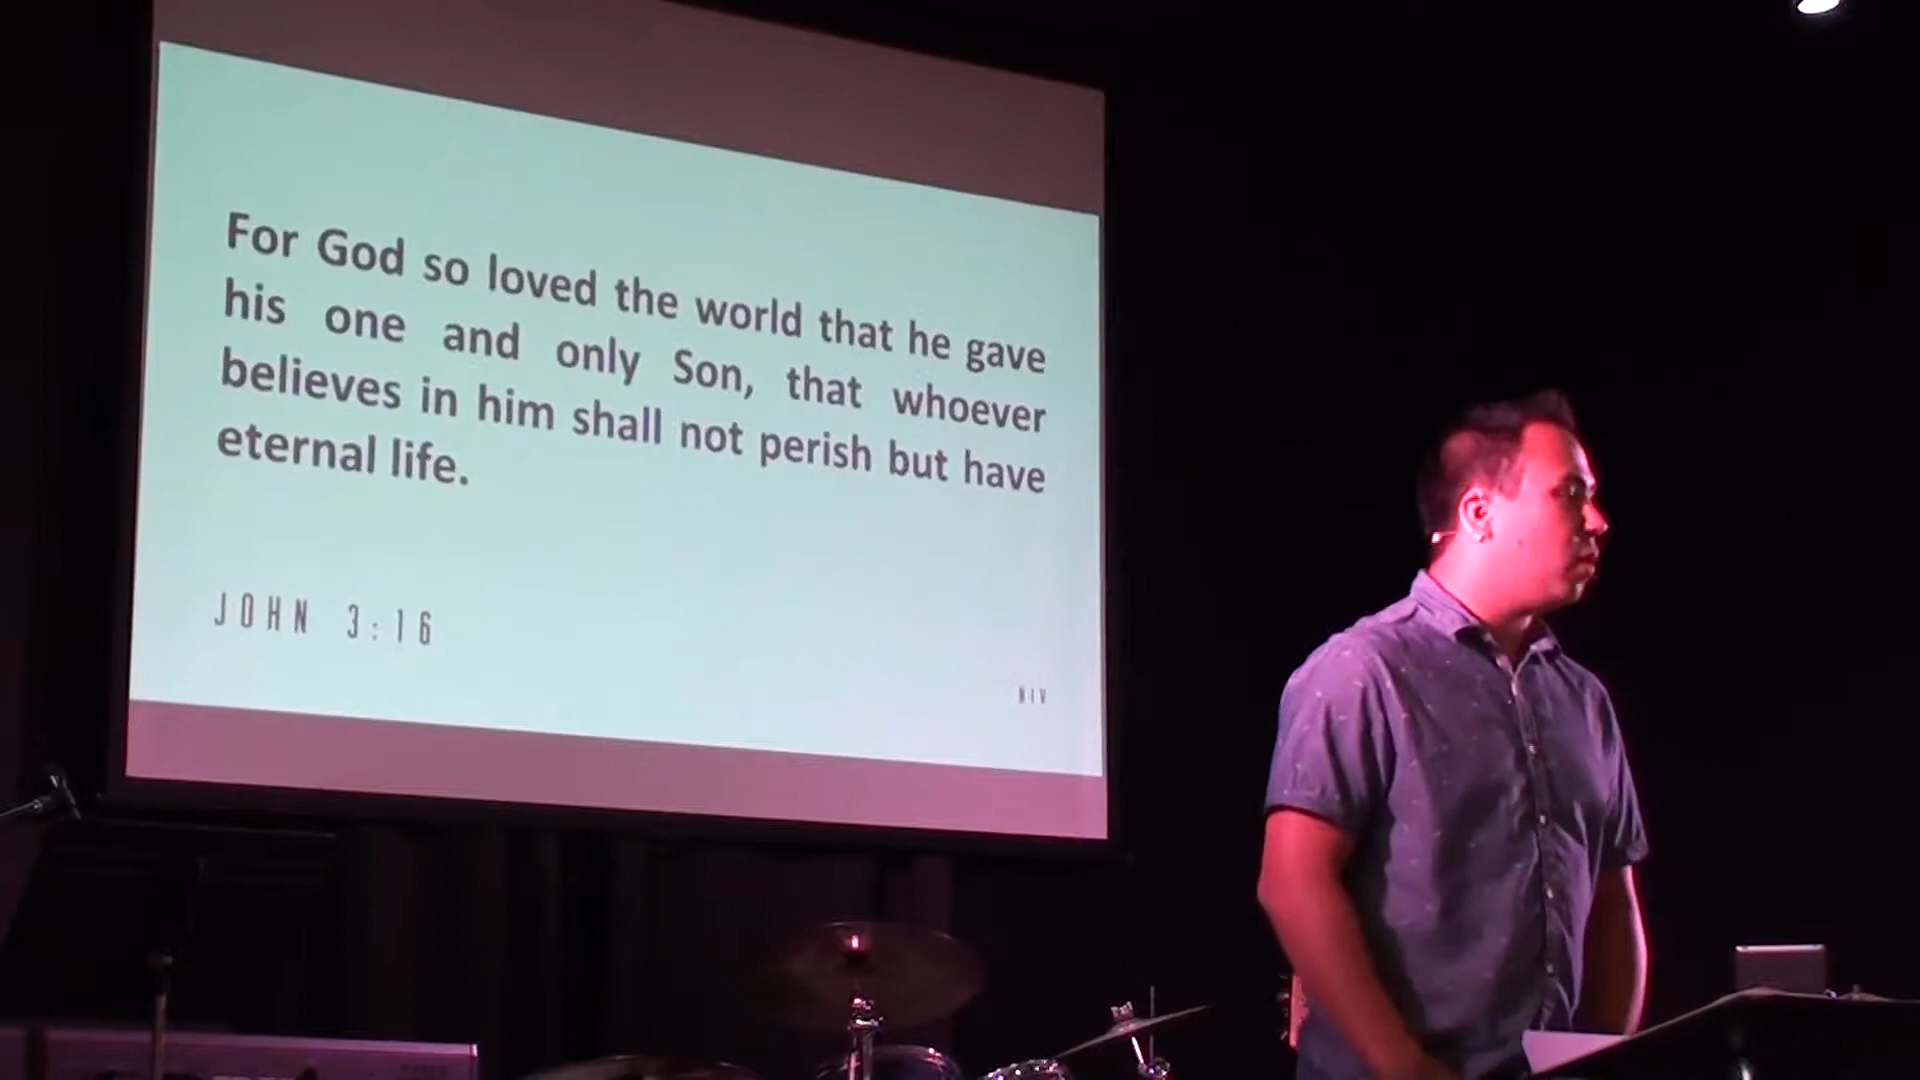 For God so loved the world that he gave
his one and only Son, that whoever
believes in him shall not perish but have
eternal life.
JOHN 3:16
NIV